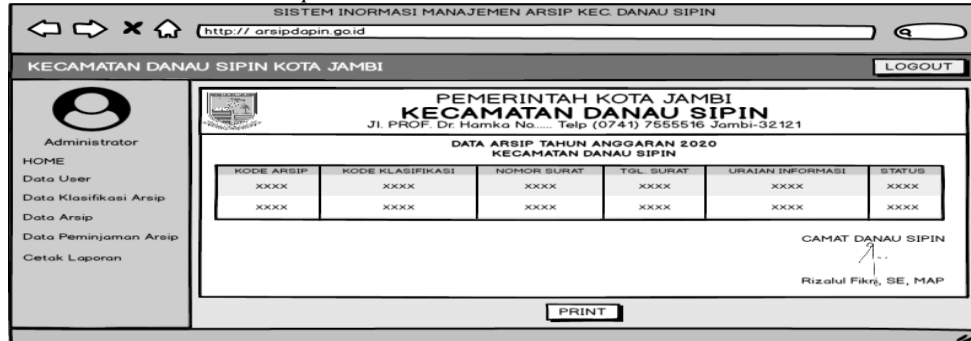 SISTEM INORMASI MANAJEMEN ARSIP KEC. DANAU SIPIN
http:// arsipdapin.go.id
KECAMATAN DANAU SIPIN KOTA JAMBI
LOGOUT
Administrator
HOME
Data User
Data Klasifikasi Arsip
Data Arsip
Data Peminjaman Arsip
Cetak Laporan
PEMERINTAH KOTA JAMBI
KECAMATAN DANAU SIPIN
Jl. PROF. Dr. Hamka No..... Telp (0741) 7555516 Jambi-32121
DATA ARSIP TAHUN ANGGARAN 2020
KECAMATAN DANAU SIPIN
KODE ARSIP KODE KLASIFIKASI NOMOR SURAT TGL. SURAT URAIAN INFORMASI STATUS
xxxx xxxx xxxx xxxx xxxx xxxx
xxxx xxxx xxxx xxxx xxxx xxxx
CAMAT DANAU SIPIN
Rizalul Fikri, SE, MAP
PRINT